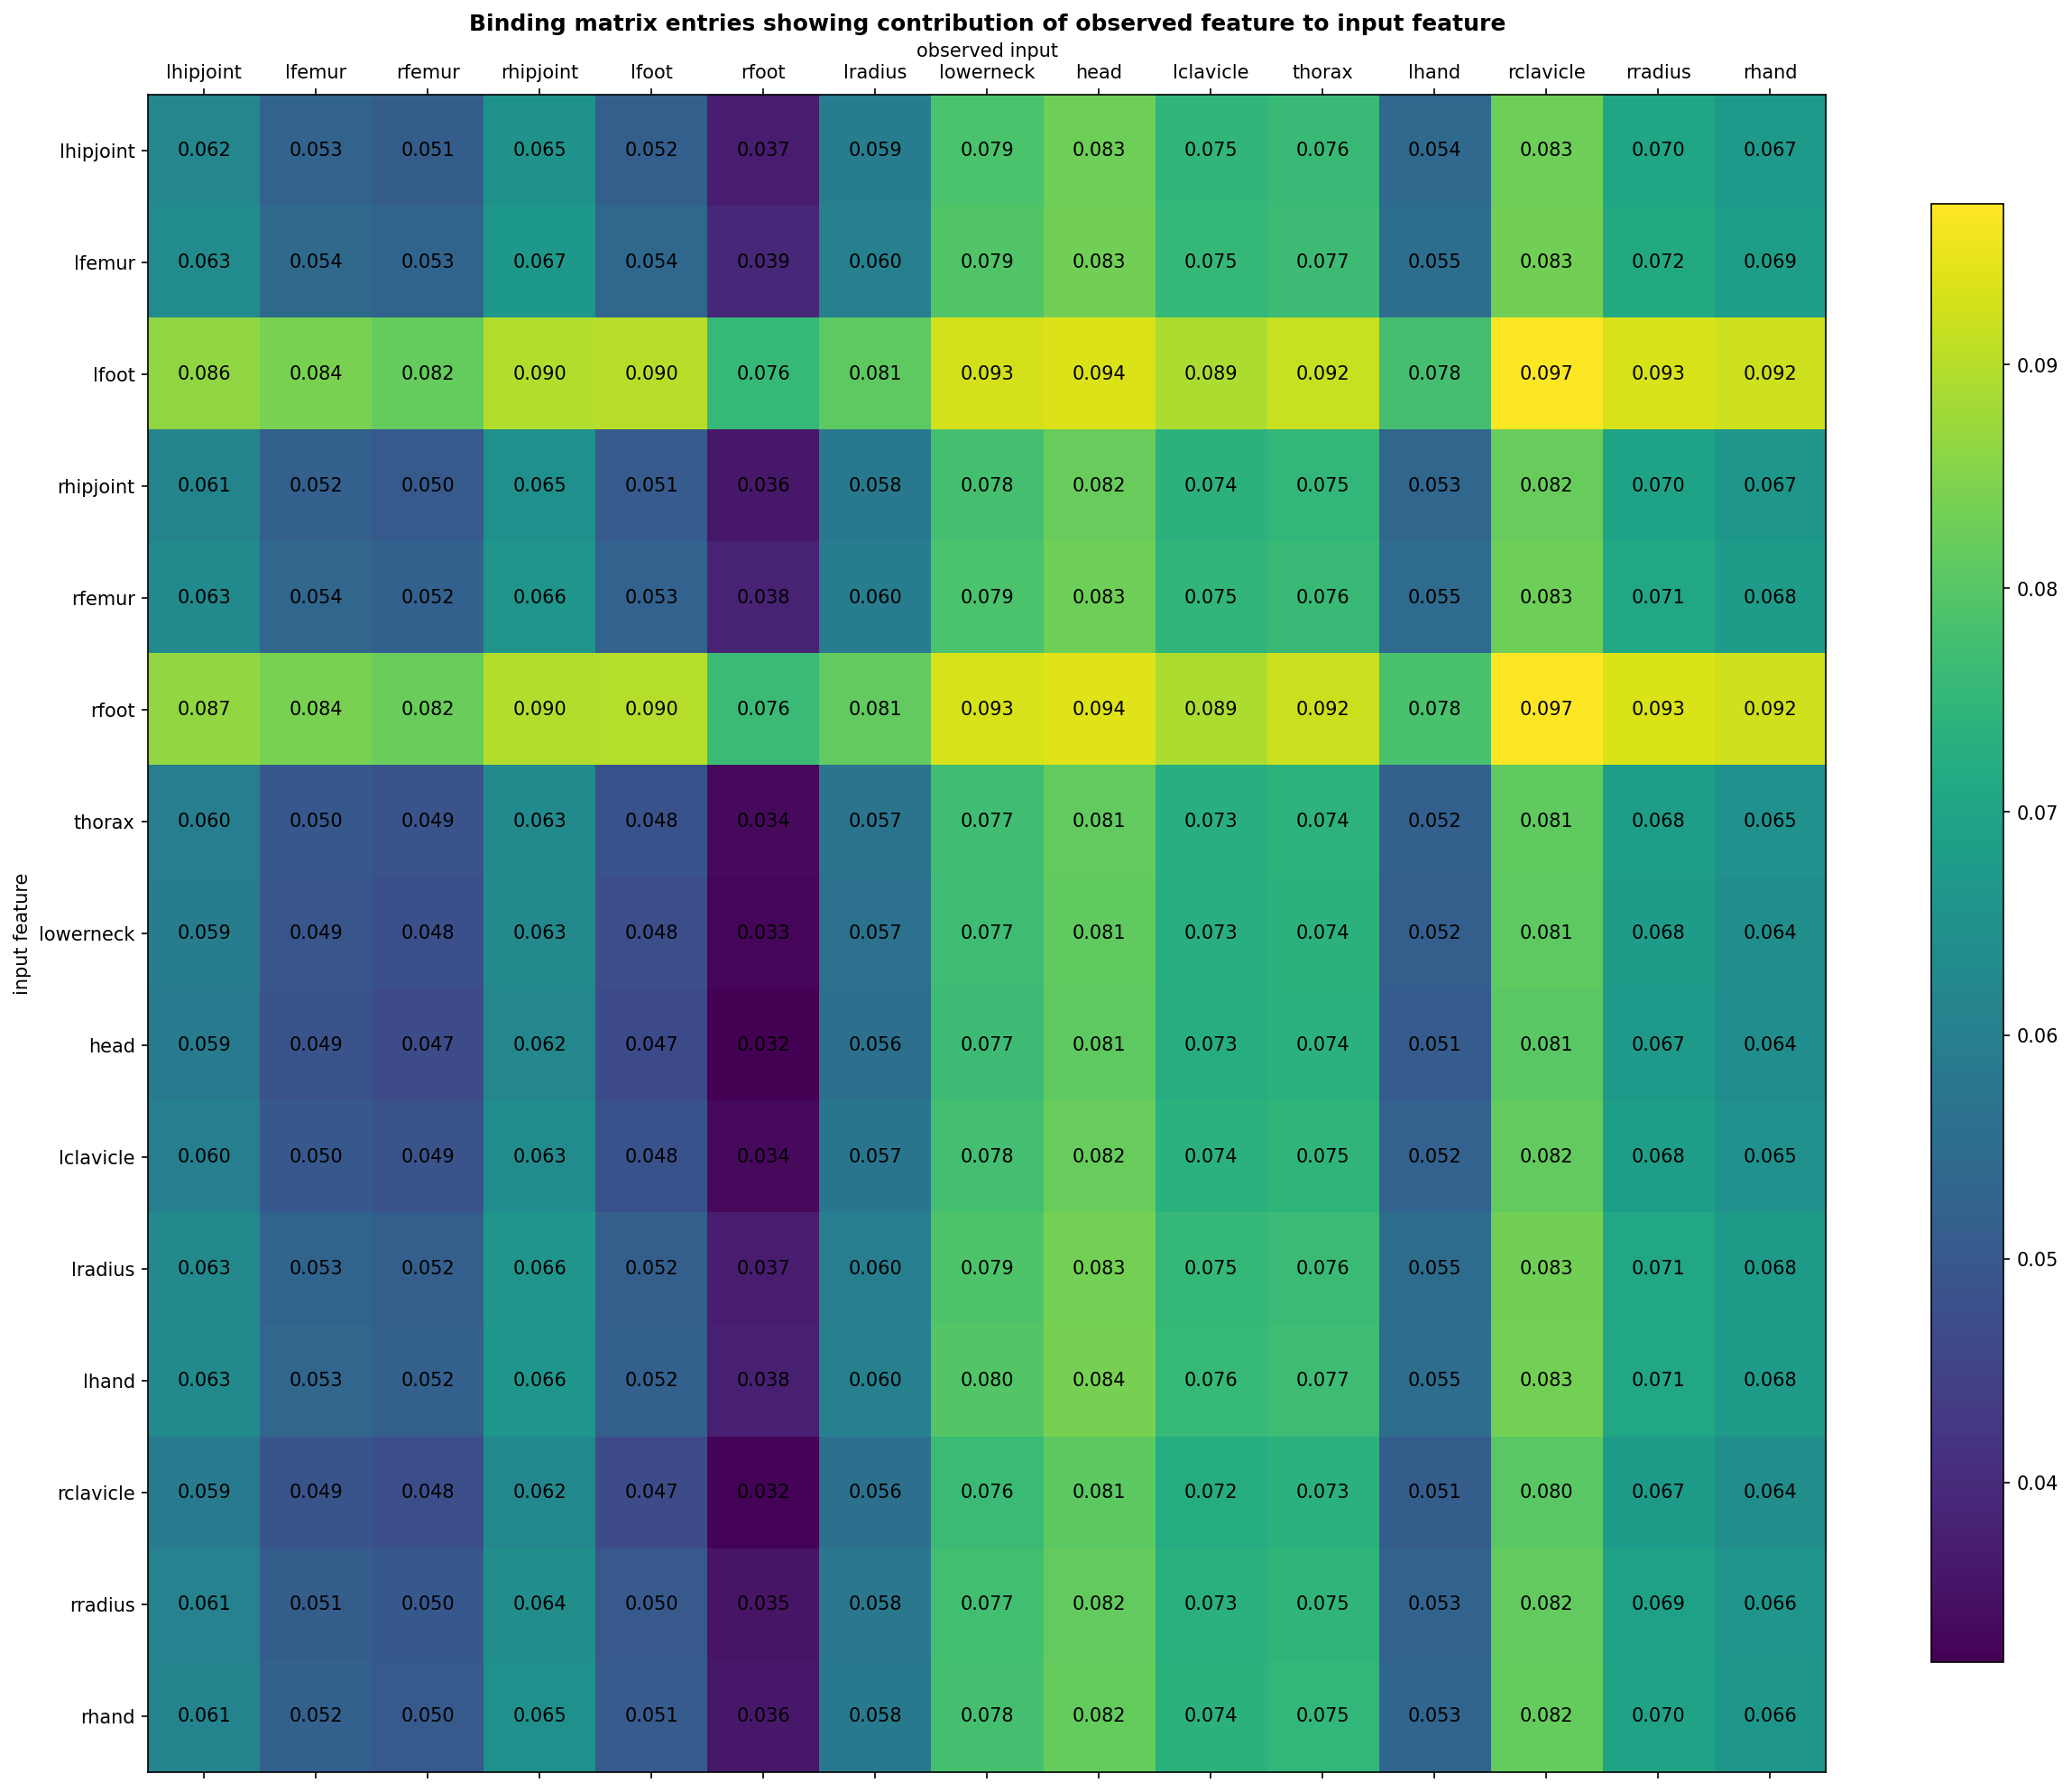 Binding matrix entries showing contribution of observed feature to input feature
observed input
lhipjoint lfemur rfemur rhipjoint lfoot rfoot lradius lowerneck head lclavicle thorax lhand rclavicle rradius rhand
lhipjoint 0.062 0.053 0.051 0.065 0.052 0.037 0.059 0.079 0.083 0.075 0.076 0.054 0.083 0.070 0.067
lfemur 0.063 0.054 0.053 0.067 0.054 0.039 0.060 0.079 0.083 0.075 0.077 0.055 0.083 0.072 0.069
lfoot 0.086 0.084 0.082 0.090 0.090 0.076 0.081 0.093 0.094 0.089 0.092 0.078 0.097 0.093 0.092
rhipjoint 0.061 0.052 0.050 0.065 0.051 0.036 0.058 0.078 0.082 0.074 0.075 0.053 0.082 0.070 0.067
rfemur 0.063 0.054 0.052 0.066 0.053 0.038 0.060 0.079 0.083 0.075 0.076 0.055 0.083 0.071 0.068
rfoot 0.087 0.084 0.082 0.090 0.090 0.076 0.081 0.093 0.094 0.089 0.092 0.078 0.097 0.093 0.092
thorax 0.060 0.050 0.049 0.063 0.048 0.034 0.057 0.077 0.081 0.073 0.074 0.052 0.081 0.068 0.065
lowerneck 0.059 0.049 0.048 0.063 0.048 0.033 0.057 0.077 0.081 0.073 0.074 0.052 0.081 0.068 0.064
head 0.059 0.049 0.047 0.062 0.047 0.032 0.056 0.077 0.081 0.073 0.074 0.051 0.081 0.067 0.064
lclavicle 0.060 0.050 0.049 0.063 0.048 0.034 0.057 0.078 0.082 0.074 0.075 0.052 0.082 0.068 0.065
lradius 0.063 0.053 0.052 0.066 0.052 0.037 0.060 0.079 0.083 0.075 0.076 0.055 0.083 0.071 0.068
lhand 0.063 0.053 0.052 0.066 0.052 0.038 0.060 0.080 0.084 0.076 0.077 0.055 0.083 0.071 0.068
rclavicle 0.059 0.049 0.048 0.062 0.047 0.032 0.056 0.076 0.081 0.072 0.073 0.051 0.080 0.067 0.064
rradius 0.061 0.051 0.050 0.064 0.050 0.035 0.058 0.077 0.082 0.073 0.075 0.053 0.082 0.069 0.066
rhand 0.061 0.052 0.050 0.065 0.051 0.036 0.058 0.078 0.082 0.074 0.075 0.053 0.082 0.070 0.066
input feature
0.09
0.08
0.07
0.06
0.05
0.04